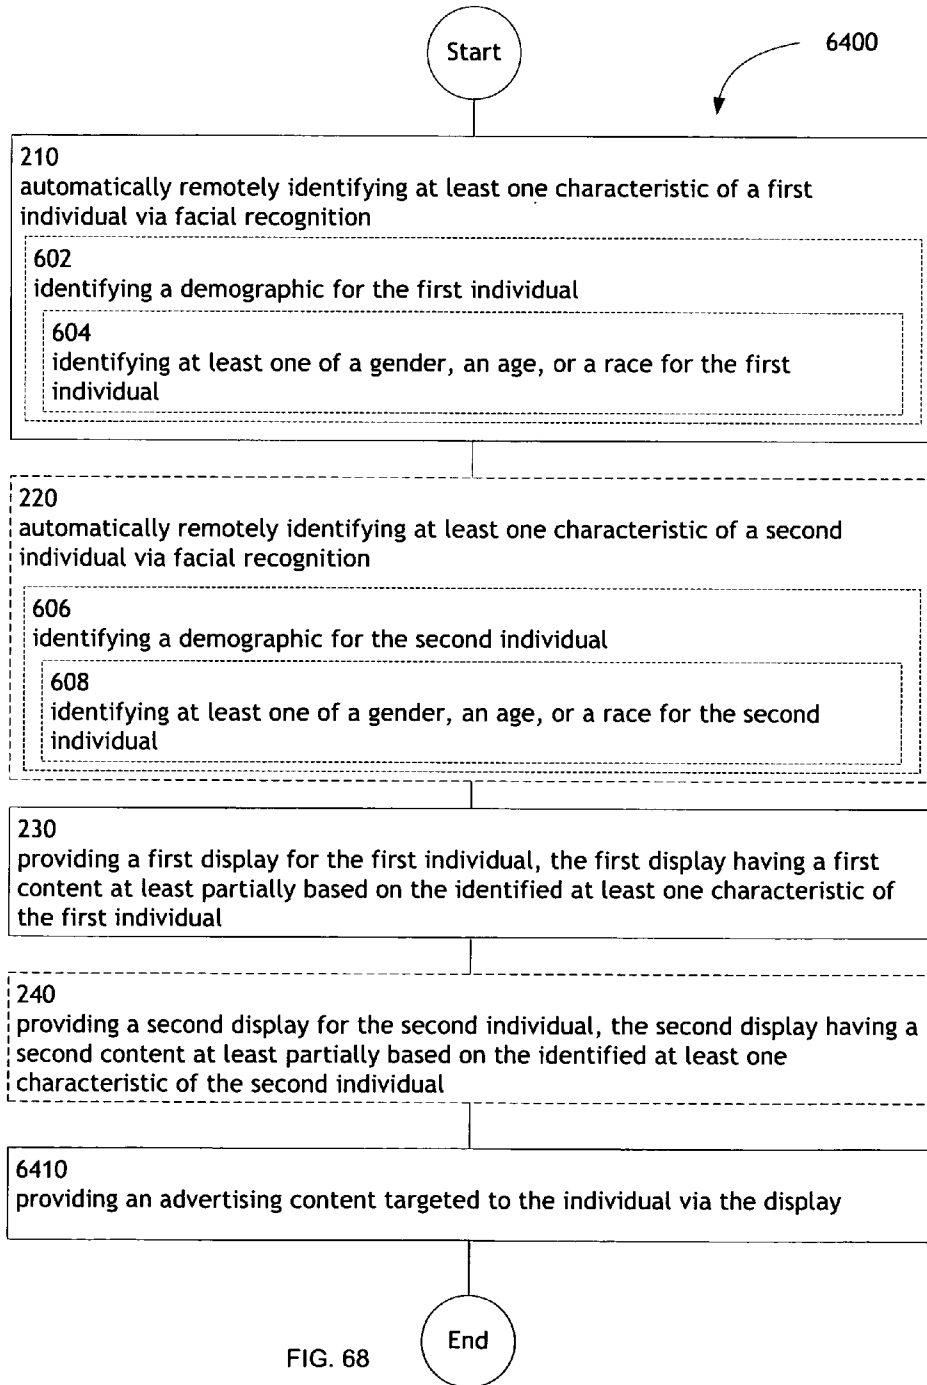 Start
6400
210
automatically remotely identifying at least one characteristic of a first
individual via facial recognition
602
identifying a demographic for the first individual
604
identifying at least one of a gender, an age, or a race for the first
individual
220
automatically remotely identifying at least one characteristic of a second
individual via facial recognition
606
identifying a demographic for the second individual
608
identifying at least one of a gender, an age, or a race for the second
individual
230
providing a first display for the first individual, the first display having a first
content at least partially based on the identified at least one characteristic of
the first individual
240
providing a second display for the second individual, the second display having a
second content at least partially based on the identified at least one
characteristic of the second individual
6410
providing an advertising content targeted to the individual via the display
End
FIG. 68